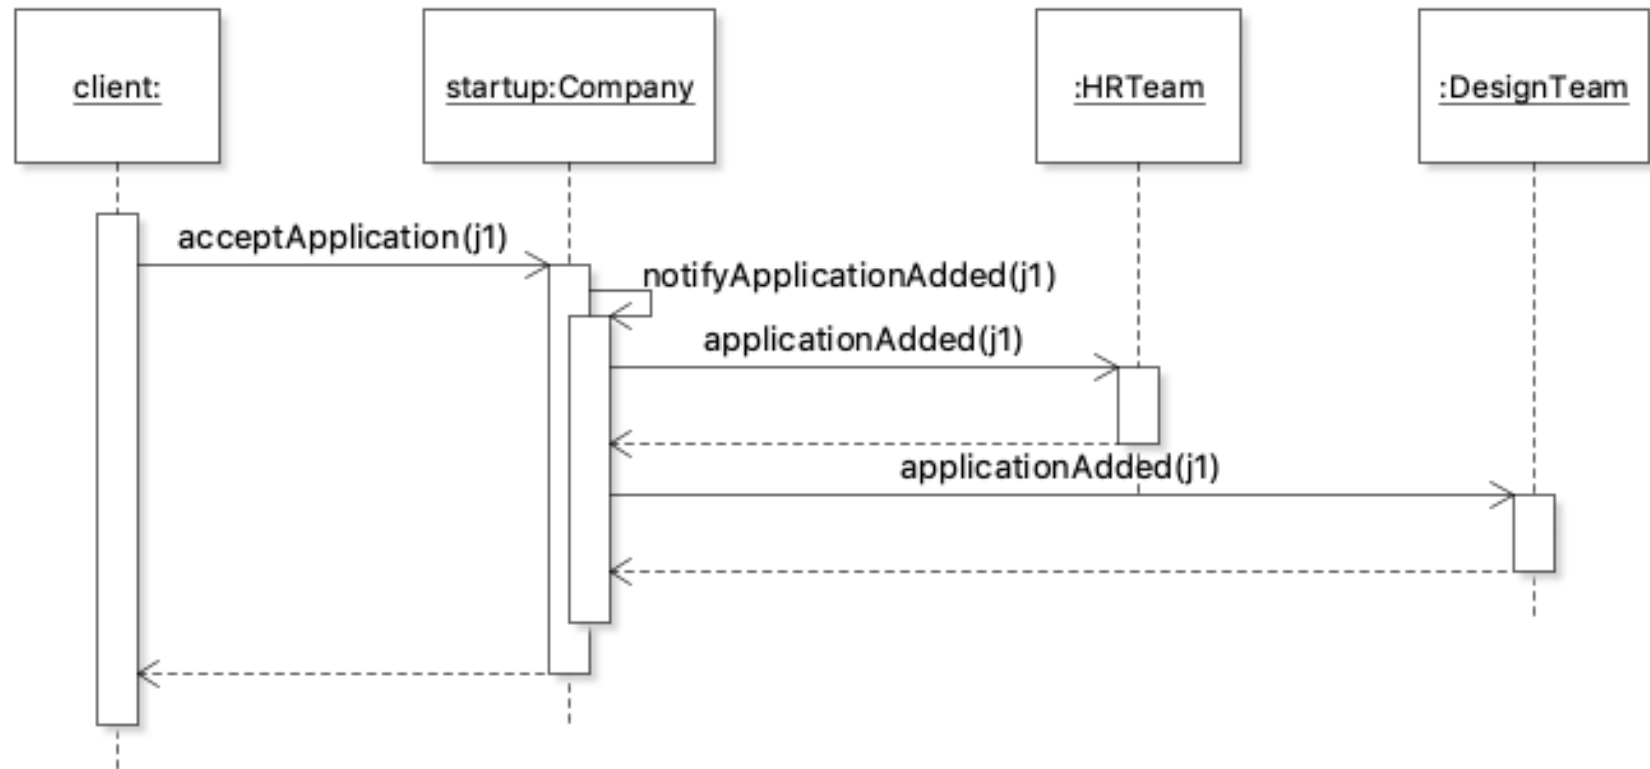 client:
startup:Company
:HRTeam
:DesignTeam
acceptApplication(j1)
notifyApplicationAdded(j1)
applicationAdded(j1)
applicationAdded(j1)